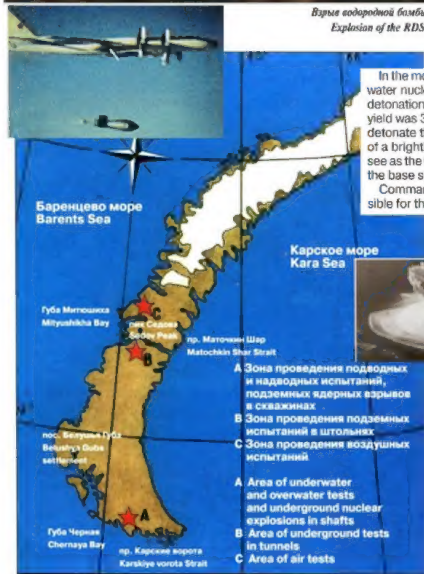 Взрыв водородной бомбы
Explosion of the RDS
In the mo
water nucle
detonation
yield was 3
detonate th
of a bright
see as the
the base s
Comman
sible for th
Баренцево море
Barents Sea
Карское море
Kara Sea
Губа Митюшиха
Mityushikha Bay
C
пик Седова
Sedov Peak
B
пр. Маточкин Шар
Matochkin Shar Strait
пос. Белушья Губа
Belushya Guba
settlement
A
Губа Черная
Chernaya Bay
пр. Карские ворота
Karskiye vorota Strait
A Зона проведения подводных
и надводных испытаний,
подземных ядерных взрывов
в скважинах
B Зона проведения подземных
испытаний в штольнях
C Зона проведения воздушных
испытаний
A Area of underwater
and overwater tests
and underground nuclear
explosions in shafts
B Area of underground tests
in tunnels
C Area of air tests